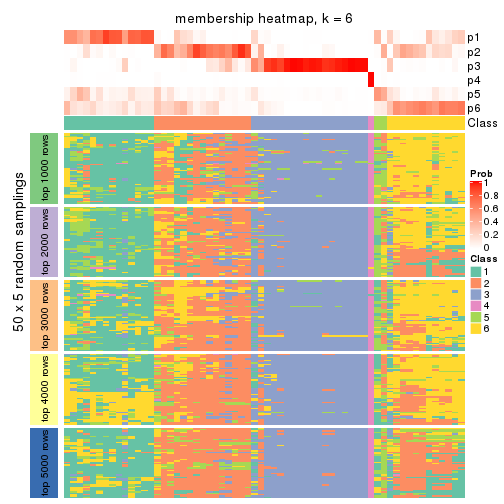 membership heatmap, k = 6
p1
p2
p3
p4
p5
p6
Class
50 x 5 random samplings
top 1000 rows
top 2000 rows
top 3000 rows
top 4000 rows
top 5000 rows
Prob
1
0.8
0.6
0.4
0.2
0
Class
1
2
3
4
5
6